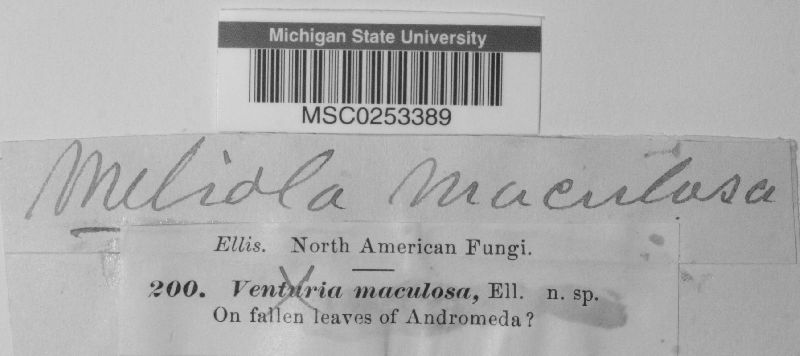 Michigan State University
MSC0253389
Meliola maculosa
Ellis. North American Fungi.
200. Venturia maculosa, Ell. n. sp.
On fallen leaves of Andromeda?